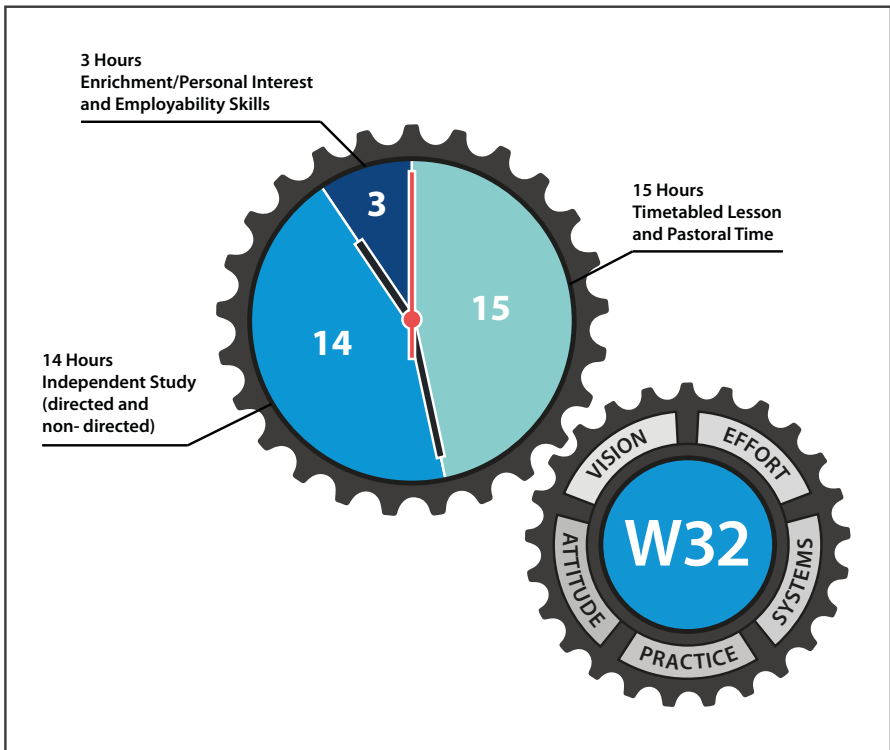 3 Hours
Enrichment/Personal Interest
and Employability Skills
3
15 Hours
Timetabled Lesson
and Pastoral Time
15
14
14 Hours
Independent Study
(directed and
non- directed)
VISION
EFFORT
W32
ATTITUDE
SYSTEMS
PRACTICE